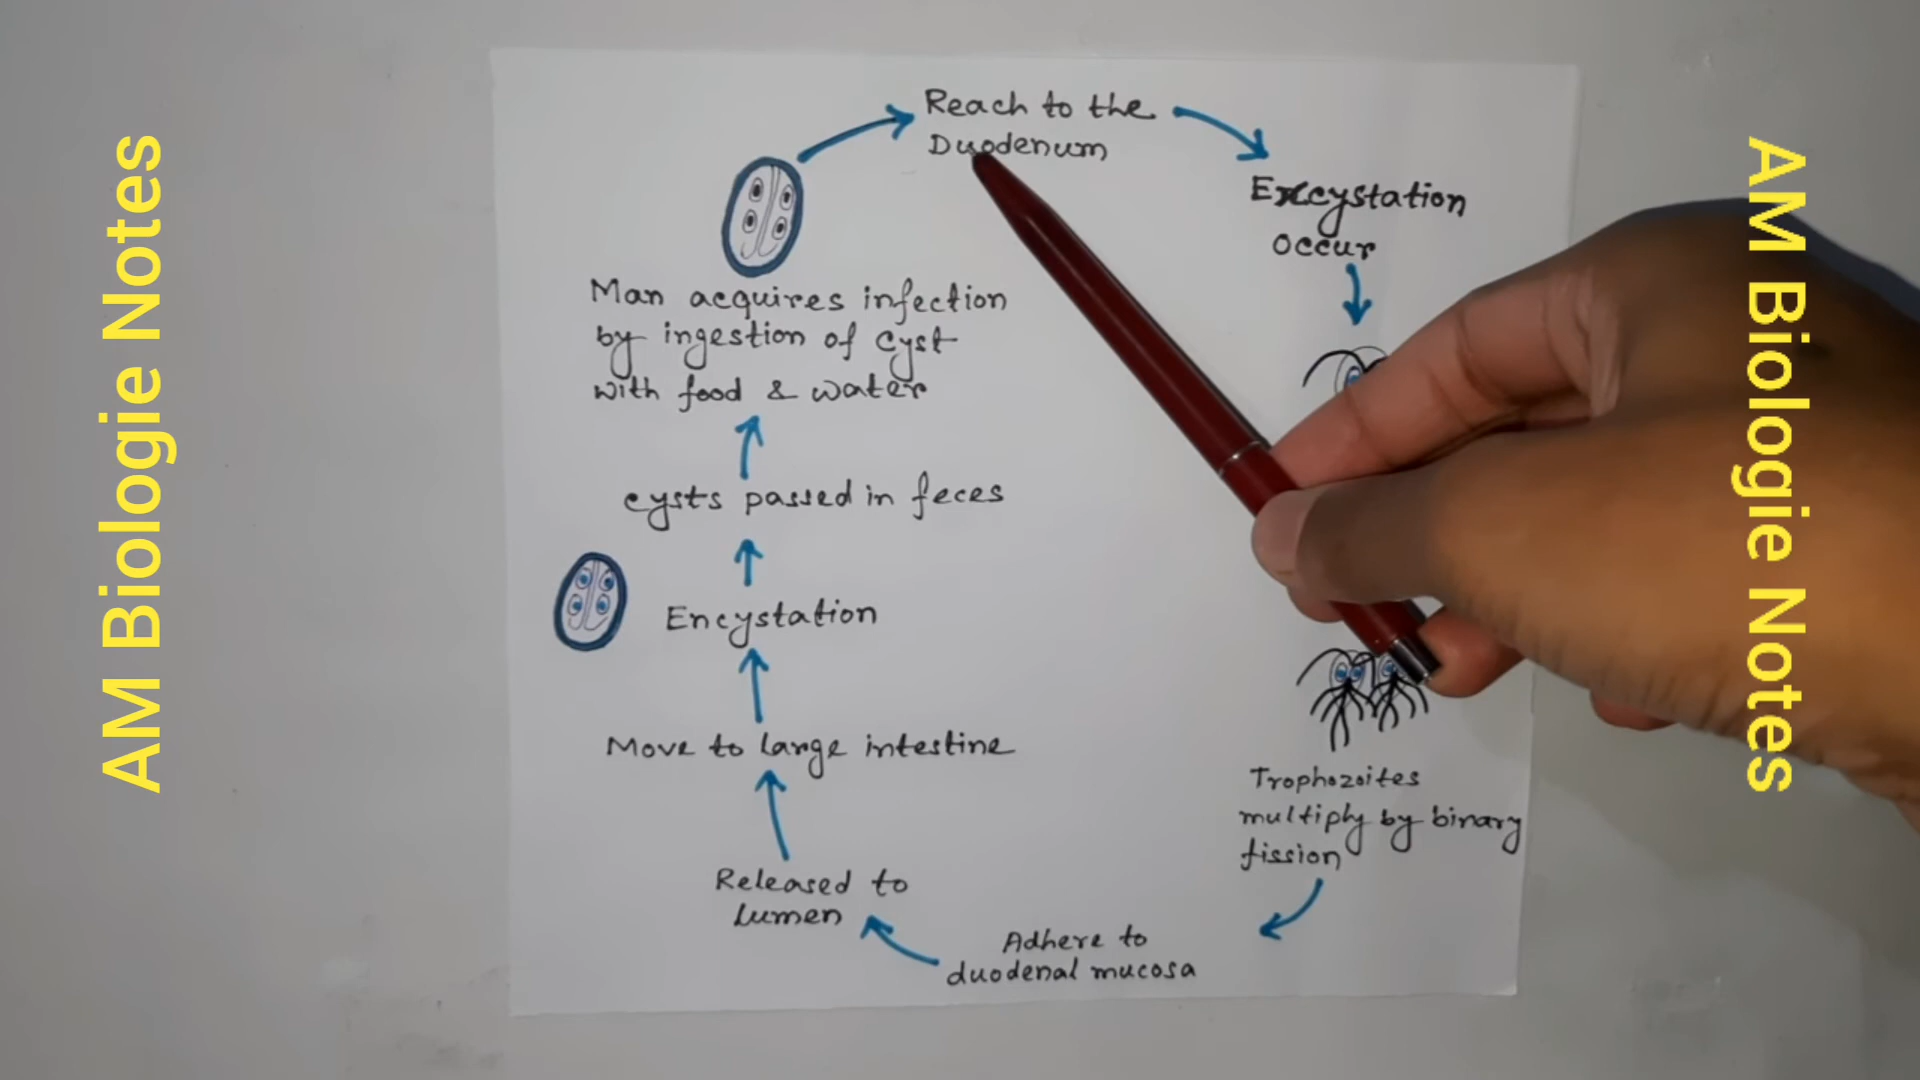 AM Biologie Notes
Reach to the
Duodenum
Excystation
occur
Trophozoites
multiply by binary
fission
Adhere to
duodenal mucosa
Released to
Lumen
Move to large intestine
Encystation
cysts passed in feces
Man acquires infection
by ingestion of cyst
with food & water
AM Biologie Notes